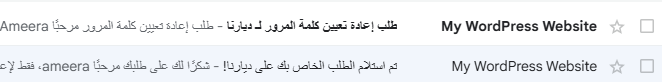 My WordPress Website طلب إعادة تعيين كلمة المرور لـ ديارنا - طلب إعادة تعيين كلمة المرور مرحبًا Ameera
My WordPress Website تم استلام الطلب الخاص بك على ديارنا! - شكرًا لك على طلبك مرحبًا ameera، فقط لإع